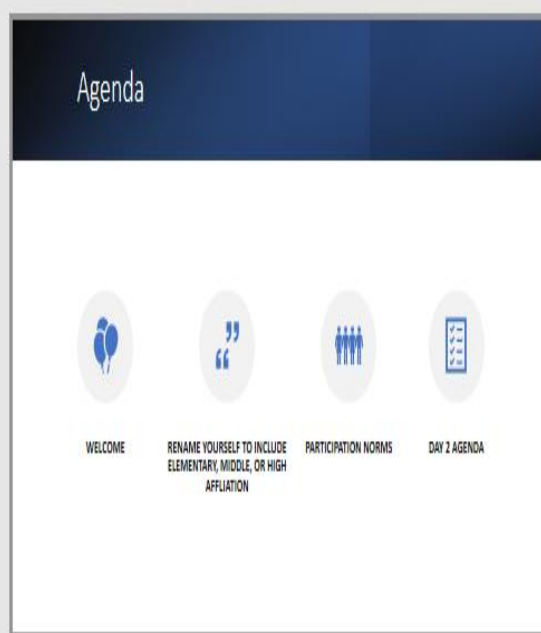 Agenda
WELCOME
RENAME YOURSELF TO INCLUDE
ELEMENTARY, MIDDLE, OR HIGH
AFFLIATION
PARTICIPATION NORMS
DAY 2 AGENDA